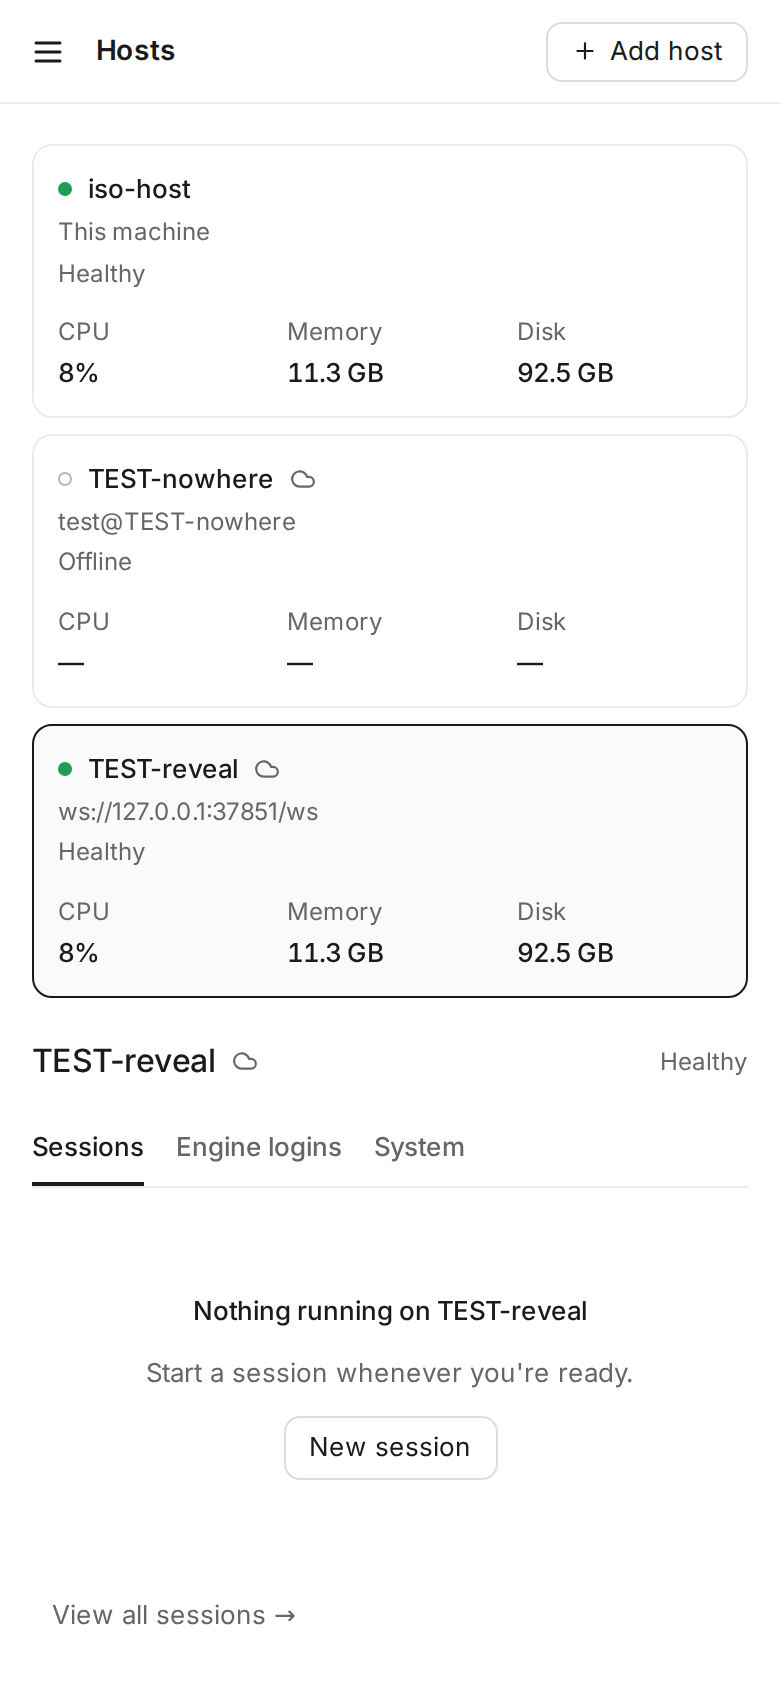 Hosts
+ Add host
iso-host
This machine
Healthy
CPU Memory Disk
8% 11.3 GB 92.5 GB
TEST-nowhere
test@TEST-nowhere
Offline
CPU Memory Disk
— — —
TEST-reveal
ws://127.0.0.1:37851/ws
Healthy
CPU Memory Disk
8% 11.3 GB 92.5 GB
TEST-reveal Healthy
Sessions Engine logins System
Nothing running on TEST-reveal
Start a session whenever you're ready.
New session
View all sessions →